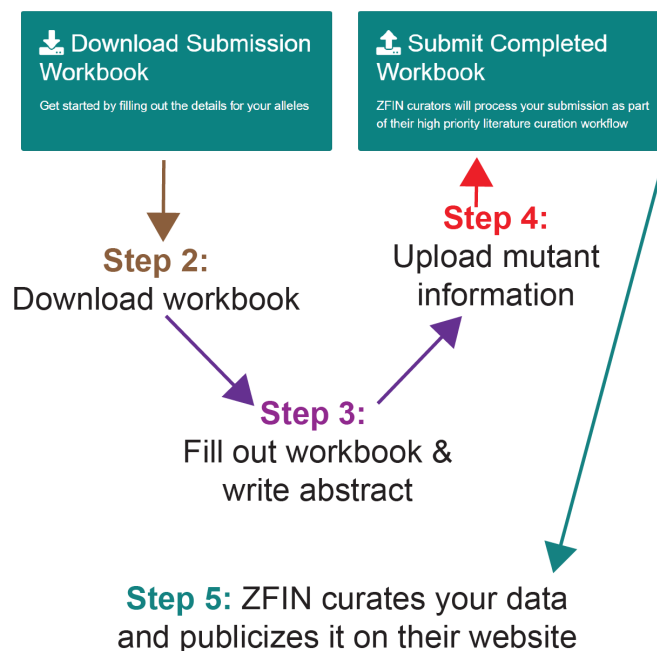 Download Submission
Workbook
Get started by filling out the details for your alleles
Submit Completed
Workbook
ZFIN curators will process your submission as part
of their high priority literature curation workflow
Step 2:
Download workbook
Step 4:
Upload mutant
information
Step 3:
Fill out workbook &
write abstract
Step 5: ZFIN curates your data
and publicizes it on their website